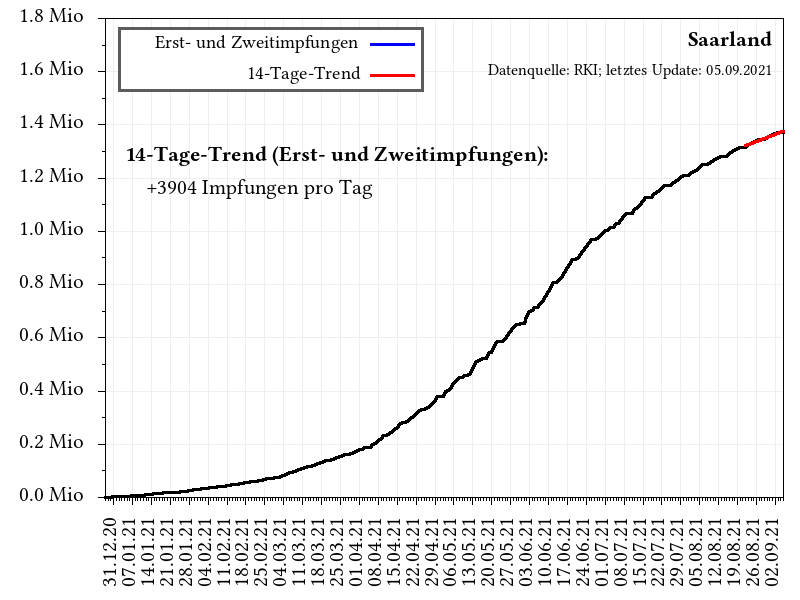 1.8 Mio
1.6 Mio
1.4 Mio
1.2 Mio
1.0 Mio
0.8 Mio
0.6 Mio
0.4 Mio
0.2 Mio
0.0 Mio
Erst- und Zweitimpfungen
14-Tage-Trend
Saarland
Datenquelle: RKI; letztes Update: 05.09.2021
14-Tage-Trend (Erst- und Zweitimpfungen):
+3904 Impfungen pro Tag
31.12.20
07.01.21
14.01.21
21.01.21
28.01.21
04.02.21
11.02.21
18.02.21
25.02.21
04.03.21
11.03.21
18.03.21
25.03.21
01.04.21
08.04.21
15.04.21
22.04.21
29.04.21
06.05.21
13.05.21
20.05.21
27.05.21
03.06.21
10.06.21
17.06.21
24.06.21
01.07.21
08.07.21
15.07.21
22.07.21
29.07.21
05.08.21
12.08.21
19.08.21
26.08.21
02.09.21